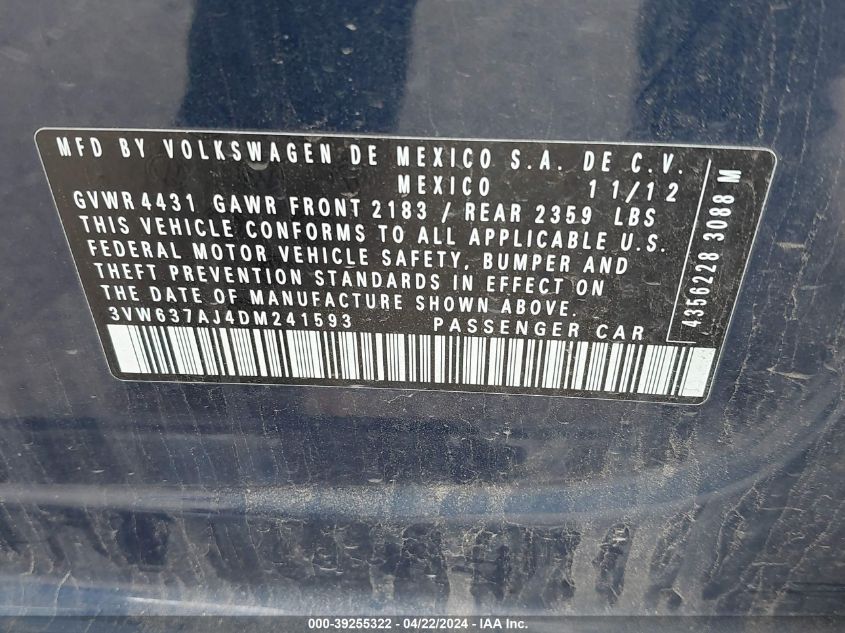 MFD BY VOLKSWAGEN DE MEXICO S.A. DE C.V.
MEXICO 11/12
GVWR 4431 GAWR FRONT 2183 / REAR 2359 LBS
THIS VEHICLE CONFORMS TO ALL APPLICABLE U.S.
FEDERAL MOTOR VEHICLE SAFETY, BUMPER AND
THEFT PREVENTION STANDARDS IN EFFECT ON
THE DATE OF MANUFACTURE SHOWN ABOVE.
3VW637AJ4DM241593 PASSENGER CAR
4356228 3088 M
000-39255322 - 04/22/2024 - IAA Inc.